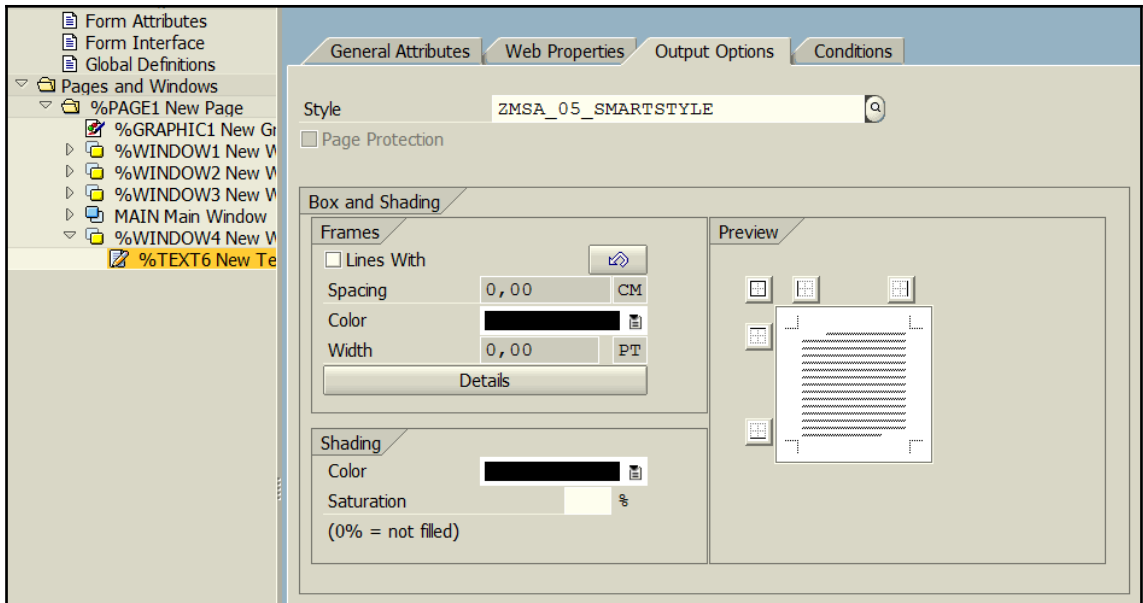 Form Attributes
Form Interface
Global Definitions
Pages and Windows
%PAGE1 New Page
%GRAPHIC1 New Gr
%WINDOW1 New W
%WINDOW2 New W
%WINDOW3 New W
MAIN Main Window
%WINDOW4 New W
%TEXT6 New Te
General Attributes Web Properties Output Options Conditions
Style ZMSA_05_SMARTSTYLE
Page Protection
Box and Shading
Frames
Lines With
Spacing 0,00 CM
Color
Width 0,00 PT
Details
Shading
Color
Saturation %
(0% = not filled)
Preview